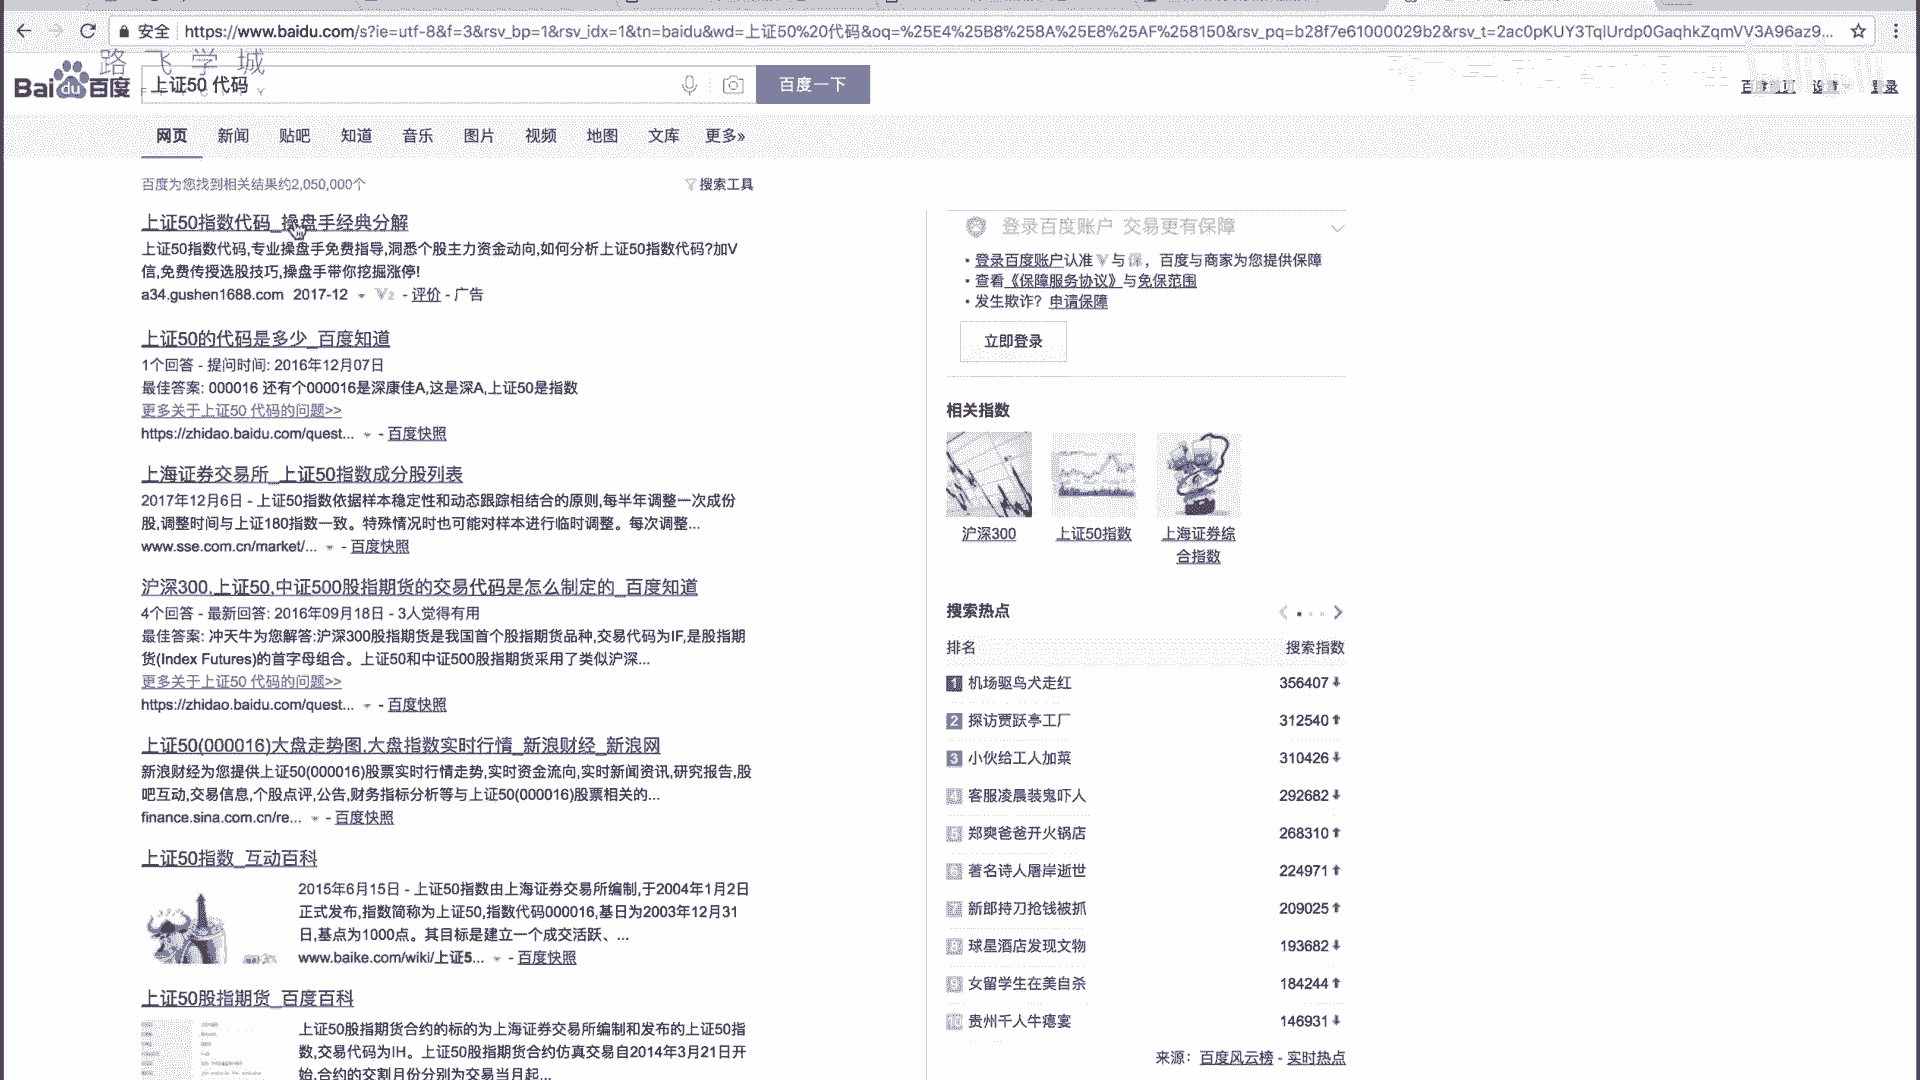 安全 https://www.baidu.com/s?ie=utf-8&f=3&rsv_bp=1&rsv_idx=1&tn=baidu&wd=上证50%20代码&oq=%25E4%25B8%258A%25E8%25AF%258150&rsv_pq=b28f7e61000029b2&rsv_t=2ac0pKUY3TqlUrdp0GaqhkZqmVV3A96az9...
路飞学城
Bai du 百度 上证50 代码 百度一下
设置 登录
网页 新闻 贴吧 知道 音乐 图片 视频 地图 文库 更多»
百度为您找到相关结果约2,050,000个 搜索工具
上证50指数代码_操盘手经典分解
上证50指数代码,专业操盘手免费指导,洞悉个股主力资金动向,如何分析上证50指数代码?加V
信,免费传授选股技巧,操盘手带你挖掘涨停!
a34.gushen1688.com 2017-12 V2 - 评价 - 广告
上证50的代码是多少_百度知道
1个回答 - 提问时间: 2016年12月07日
最佳答案: 000016 还有个000016是深康佳A,这是深A,上证50是指数
更多关于上证50 代码的问题>>
https://zhidao.baidu.com/quest... - 百度快照
上海证券交易所_上证50指数成分股列表
2017年12月6日 - 上证50指数依据样本稳定性和动态跟踪相结合的原则,每半年调整一次成份
股,调整时间与上证180指数一致。特殊情况时也可能对样本进行临时调整。每次调整...
www.sse.com.cn/market/... - 百度快照
沪深300,上证50,中证500股指期货的交易代码是怎么制定的_百度知道
4个回答 - 最新回答: 2016年09月18日 - 3人觉得有用
最佳答案: 冲天牛为您解答:沪深300股指期货是我国首个股指期货品种,交易代码为IF,是股指期
货(Index Futures)的首字母组合。上证50和中证500股指期货采用了类似沪深...
更多关于上证50 代码的问题>>
https://zhidao.baidu.com/quest... - 百度快照
上证50(000016)大盘走势图,大盘指数实时行情_新浪财经_新浪网
新浪财经为您提供上证50(000016)股票实时行情走势,实时资金流向,实时新闻资讯,研究报告,股
吧互动,交易信息,个股点评,公告,财务指标分析等与上证50(000016)股票相关的...
finance.sina.com.cn/re... - 百度快照
上证50指数_互动百科
2015年6月15日 - 上证50指数由上海证券交易所编制,于2004年1月2日
正式发布,指数简称为上证50,指数代码000016,基日为2003年12月31
日,基点为1000点。其目标是建立一个成交活跃、...
www.baike.com/wiki/上证5... - 百度快照
上证50股指期货_百度百科
上证50股指期货合约的标的为上海证券交易所编制和发布的上证50指
数,交易代码为IH。上证50股指期货合约仿真交易自2014年3月21日开
始,合约的交割月份分别为交易当月起...
登录百度账户 交易更有保障
• 登录百度账户认准 V 与 保，百度与商家为您提供保障
• 查看《保障服务协议》与免保范围
• 发生欺诈？申请保障
立即登录
相关指数
沪深300 上证50指数 上海证券综
合指数
搜索热点
排名 搜索指数
1 机场驱鸟犬走红 356407
2 探访贾跃亭工厂 312540
3 小伙给工人加菜 310426
4 客服凌晨装鬼吓人 292682
5 郑爽爸爸开火锅店 268310
6 著名诗人屠岸逝世 224971
7 新郎持刀抢钱被抓 209025
8 球星酒店发现文物 193682
9 女留学生在美自杀 184244
10 贵州千人牛瘪宴 146931
来源：百度风云榜 - 实时热点